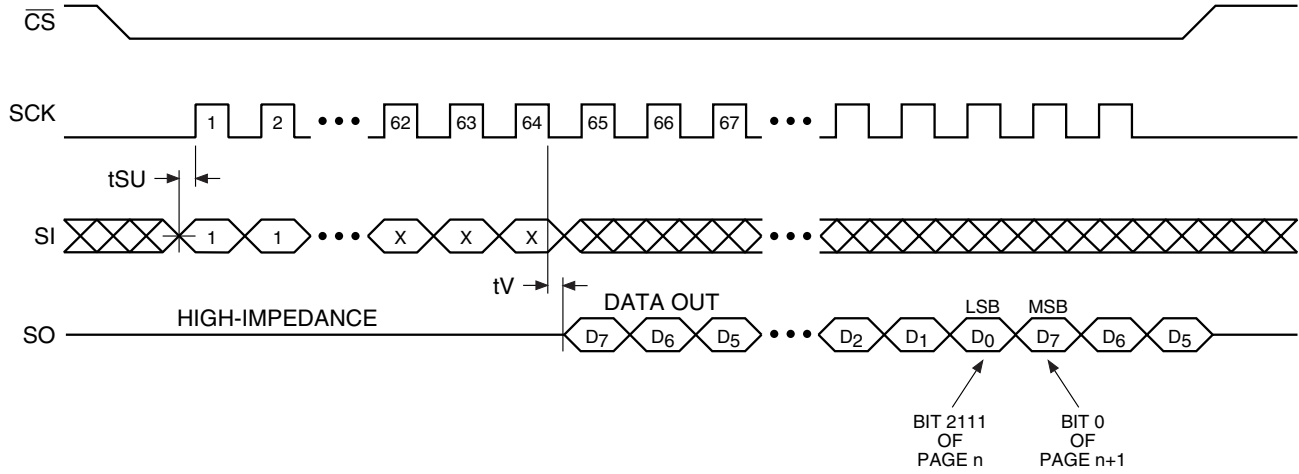 CS
SCK
1 2 ••• 62 63 64 65 66 67 •••
tSU
SI
1 1 ••• X X X •••
tV
DATA OUT
LSB MSB
HIGH-IMPEDANCE
SO
D7 D6 D5 ••• D2 D1 D0 D7 D6 D5
BIT 2111
OF
PAGE n
BIT 0
OF
PAGE n+1